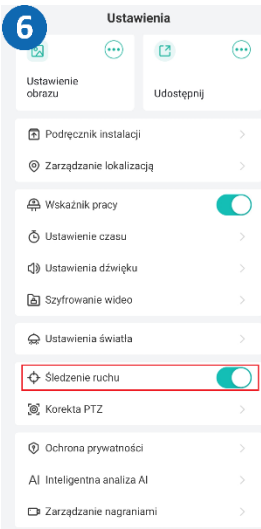 6
Ustawienia
Ustawienie
obrazu
Udostępnij
Podręcznik instalacji
Zarządzanie lokalizacją
Wskaźnik pracy
Ustawienie czasu
Ustawienia dźwięku
Szyfrowanie wideo
Ustawienia światła
Śledzenie ruchu
Korekta PTZ
Ochrona prywatności
AI Inteligentna analiza AI
Zarządzanie nagraniami